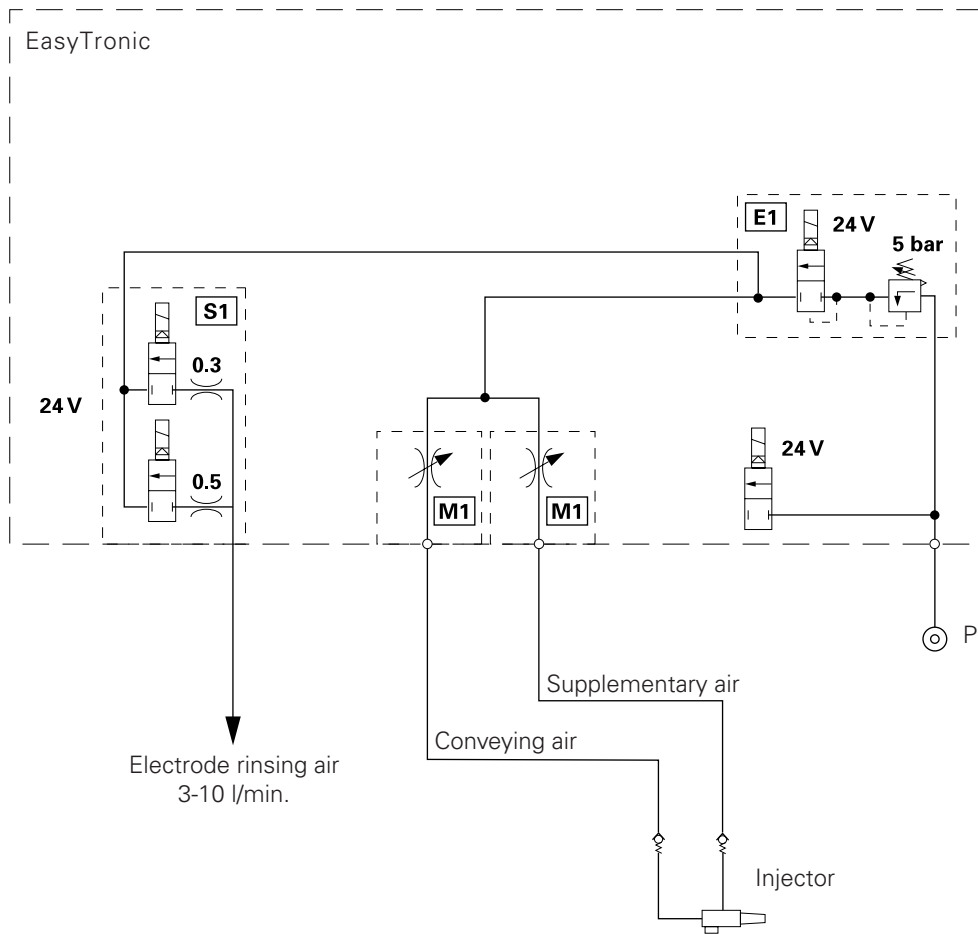 EasyTronic
E1
24 V
5 bar
S1
0.3
24 V
0.5
24 V
M1
M1
P
Supplementary air
Conveying air
Electrode rinsing air
3-10 l/min.
Injector